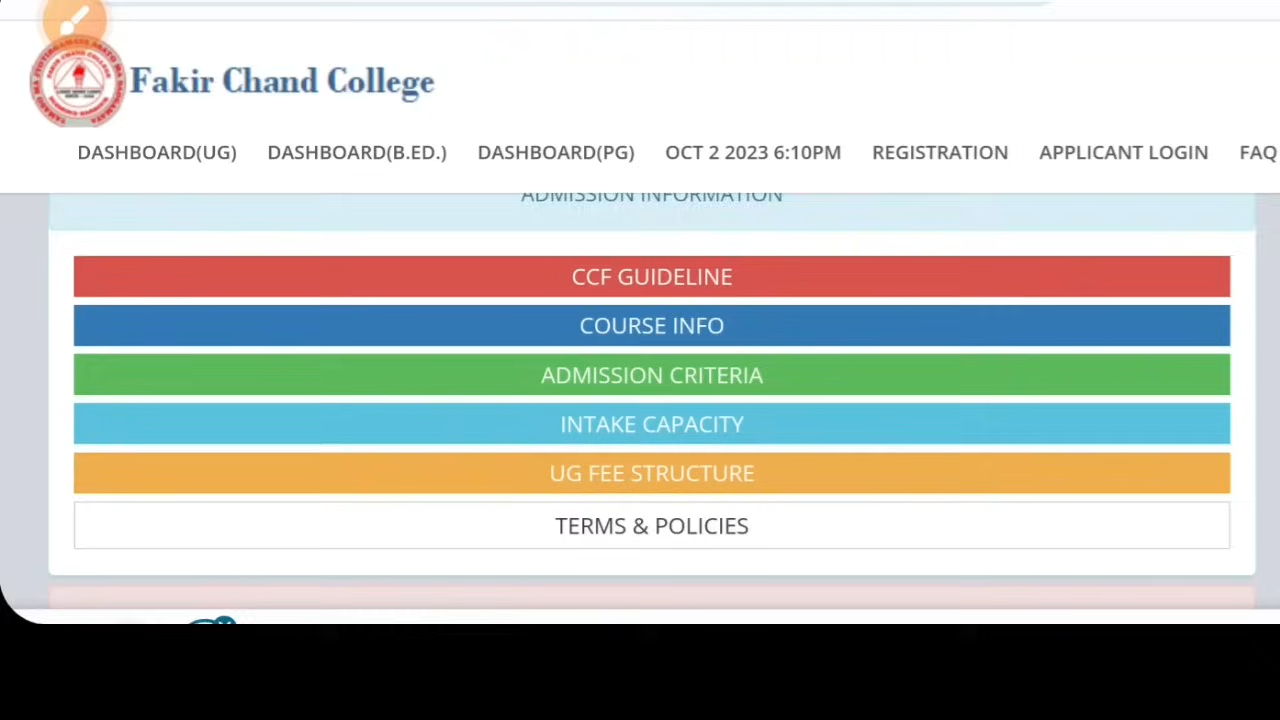 Fakir Chand College
DASHBOARD(UG) DASHBOARD(B.ED.) DASHBOARD(PG) OCT 2 2023 6:10PM REGISTRATION APPLICANT LOGIN FAQ
ADMISSION INFORMATION
CCF GUIDELINE
COURSE INFO
ADMISSION CRITERIA
INTAKE CAPACITY
UG FEE STRUCTURE
TERMS & POLICIES